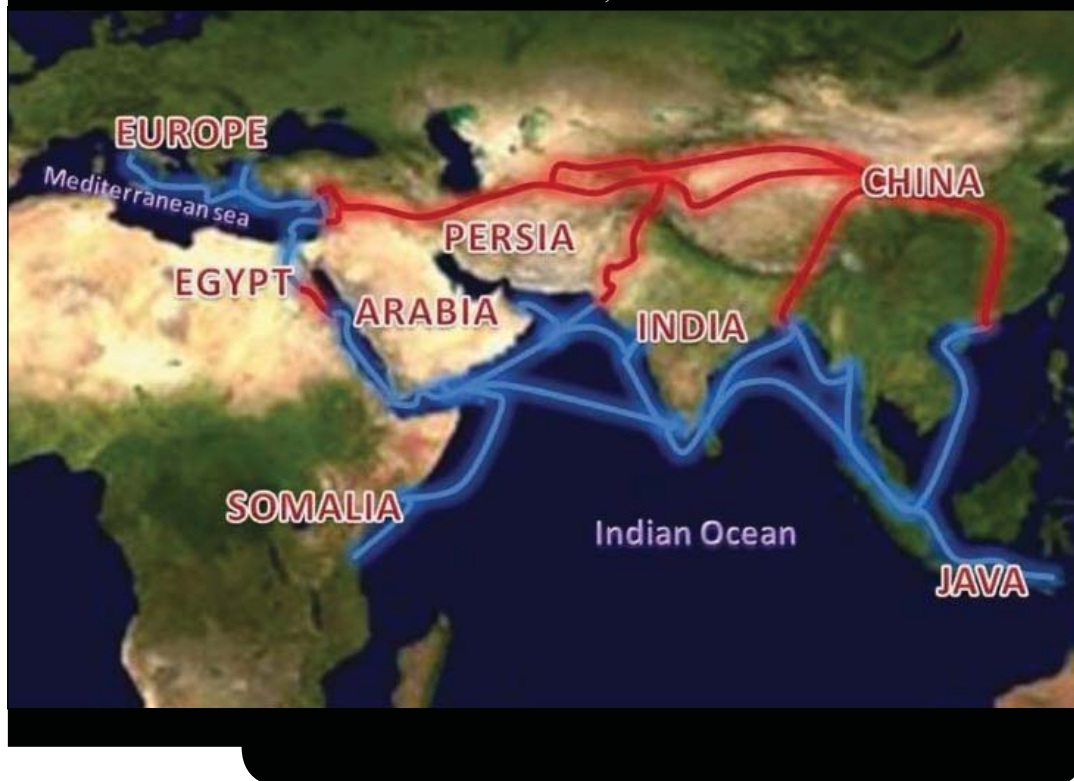 EUROPE
Mediterranean sea
CHINA
PERSIA
EGYPT
ARABIA
INDIA
SOMALIA
Indian Ocean
JAVA